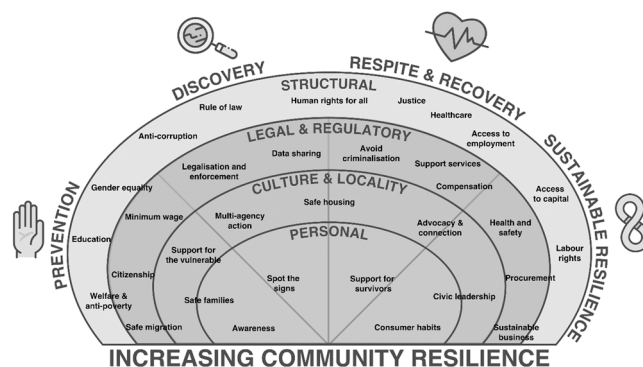 DISCOVERY
RESPITE & RECOVERY
PREVENTION
SUSTAINABLE RESILIENCE
STRUCTURAL
Rule of law
Human rights for all
Justice
Healthcare
Anti-corruption
Access to
employment
Gender equality
Access
to capital
Education
Labour
rights
Welfare &
anti-poverty
LEGAL & REGULATORY
Data sharing
Avoid
criminalisation
Legalisation and
enforcement
Support services
Compensation
Minimum wage
Health and
safety
Citizenship
Procurement
Safe migration
Sustainable
business
CULTURE & LOCALITY
Safe housing
Multi-agency
action
Advocacy &
connection
Support for
the vulnerable
Safe families
Civic leadership
PERSONAL
Spot the
signs
Support for
survivors
Awareness
Consumer habits
INCREASING COMMUNITY RESILIENCE